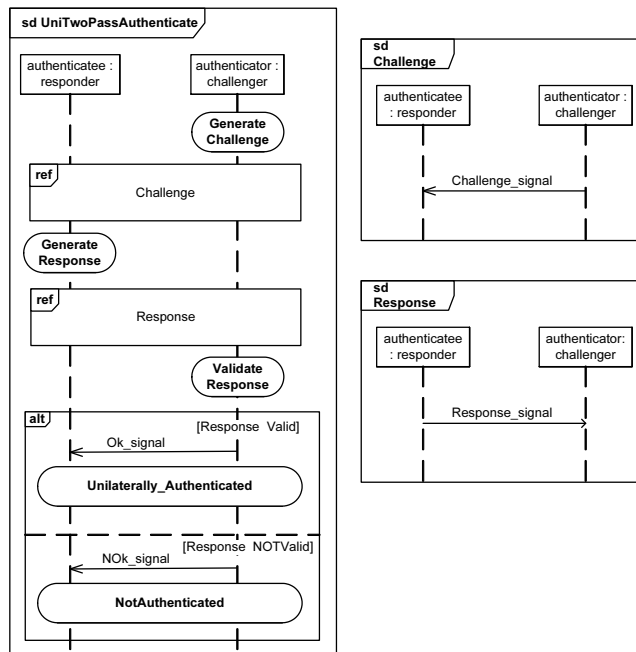 sd UniTwoPassAuthenticate
authenticatee :
responder
authenticator :
challenger
Generate
Challenge
ref
Challenge
Generate
Response
ref
Response
Validate
Response
alt
[Response Valid]
Ok_signal
Unilaterally_Authenticated
[Response NOTValid]
NOk_signal
NotAuthenticated
sd
Challenge
authenticatee
: responder
authenticator:
challenger
Challenge_signal
sd
Response
authenticatee
: responder
authenticator:
challenger
Response_signal